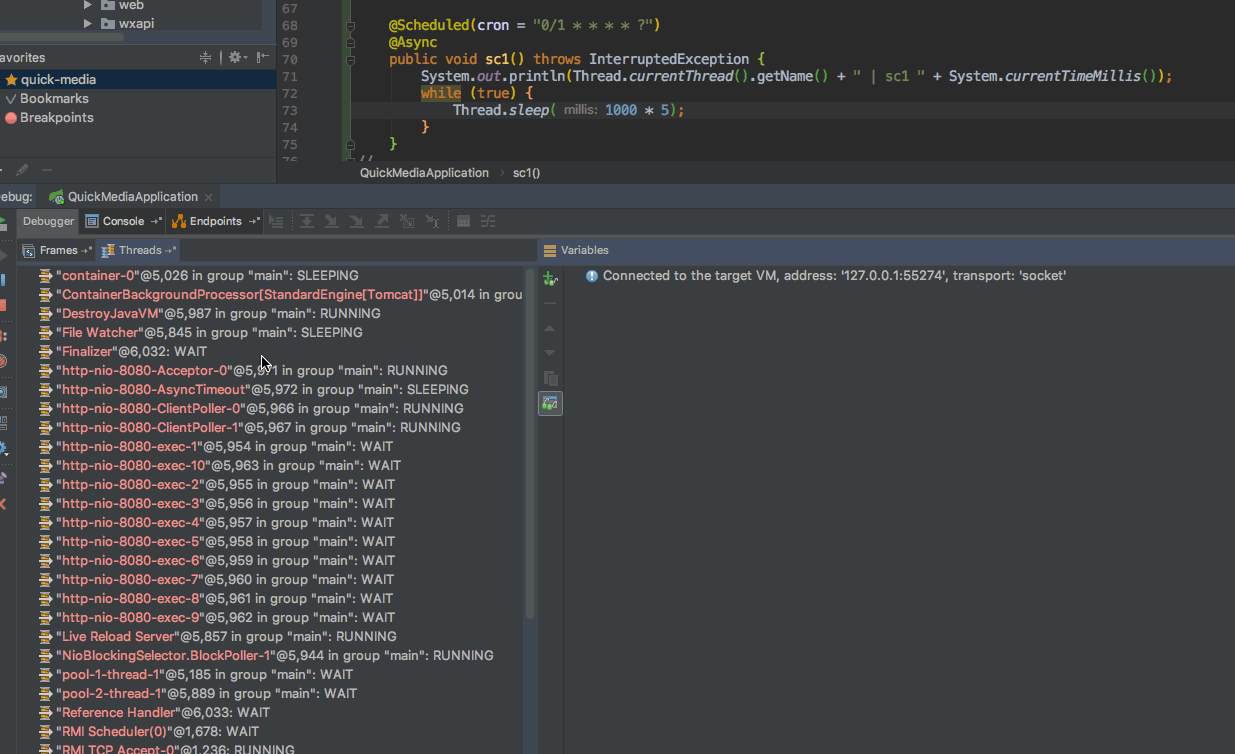 web
wxapi
avorites
quick-media
Bookmarks
Breakpoints
67
68 @Scheduled(cron = "0/1 * * * * ?")
69 @Async
70 public void sc1() throws InterruptedException {
71 System.out.println(Thread.currentThread().getName() + " | sc1 " + System.currentTimeMillis());
72 while (true) {
73 Thread.sleep( millis: 1000 * 5);
74 }
75 }
76 //
QuickMediaApplication › sc1()
ebug: QuickMediaApplication
Debugger Console Endpoints
Frames Threads Variables
"container-0"@5,026 in group "main": SLEEPING
"ContainerBackgroundProcessor[StandardEngine[Tomcat]]"@5,014 in grou
"DestroyJavaVM"@5,987 in group "main": RUNNING
"File Watcher"@5,845 in group "main": SLEEPING
"Finalizer"@6,032: WAIT
"http-nio-8080-Acceptor-0"@5,971 in group "main": RUNNING
"http-nio-8080-AsyncTimeout"@5,972 in group "main": SLEEPING
"http-nio-8080-ClientPoller-0"@5,966 in group "main": RUNNING
"http-nio-8080-ClientPoller-1"@5,967 in group "main": RUNNING
"http-nio-8080-exec-1"@5,954 in group "main": WAIT
"http-nio-8080-exec-10"@5,963 in group "main": WAIT
"http-nio-8080-exec-2"@5,955 in group "main": WAIT
"http-nio-8080-exec-3"@5,956 in group "main": WAIT
"http-nio-8080-exec-4"@5,957 in group "main": WAIT
"http-nio-8080-exec-5"@5,958 in group "main": WAIT
"http-nio-8080-exec-6"@5,959 in group "main": WAIT
"http-nio-8080-exec-7"@5,960 in group "main": WAIT
"http-nio-8080-exec-8"@5,961 in group "main": WAIT
"http-nio-8080-exec-9"@5,962 in group "main": WAIT
"Live Reload Server"@5,857 in group "main": RUNNING
"NioBlockingSelector.BlockPoller-1"@5,944 in group "main": RUNNING
"pool-1-thread-1"@5,185 in group "main": WAIT
"pool-2-thread-1"@5,889 in group "main": WAIT
"Reference Handler"@6,033: WAIT
"RMI Scheduler(0)"@1,678: WAIT
"RMI TCP Accept-0"@1,236: RUNNING
Connected to the target VM, address: '127.0.0.1:55274', transport: 'socket'